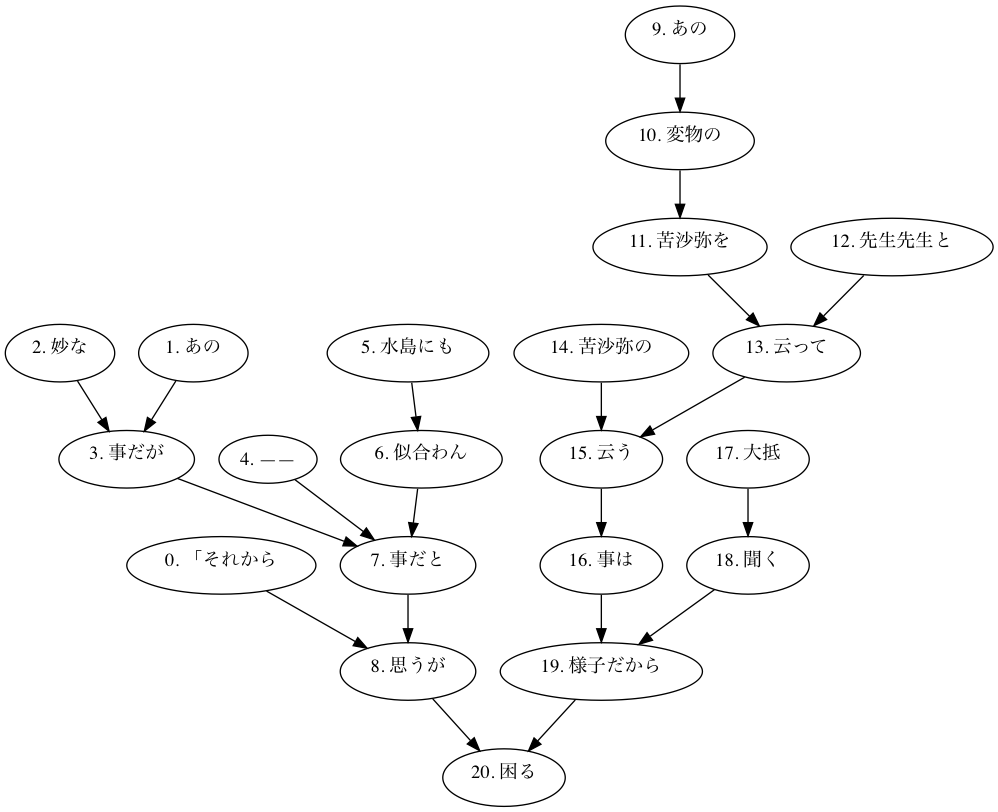 9. あの
10. 変物の
11. 苦沙弥を
12. 先生先生と
2. 妙な
1. あの
5. 水島にも
14. 苦沙弥の
13. 云って
3. 事だが
4. ——
6. 似合わん
15. 云う
17. 大抵
0. 「それから
7. 事だと
16. 事は
18. 聞く
8. 思うが
19. 様子だから
20. 困る